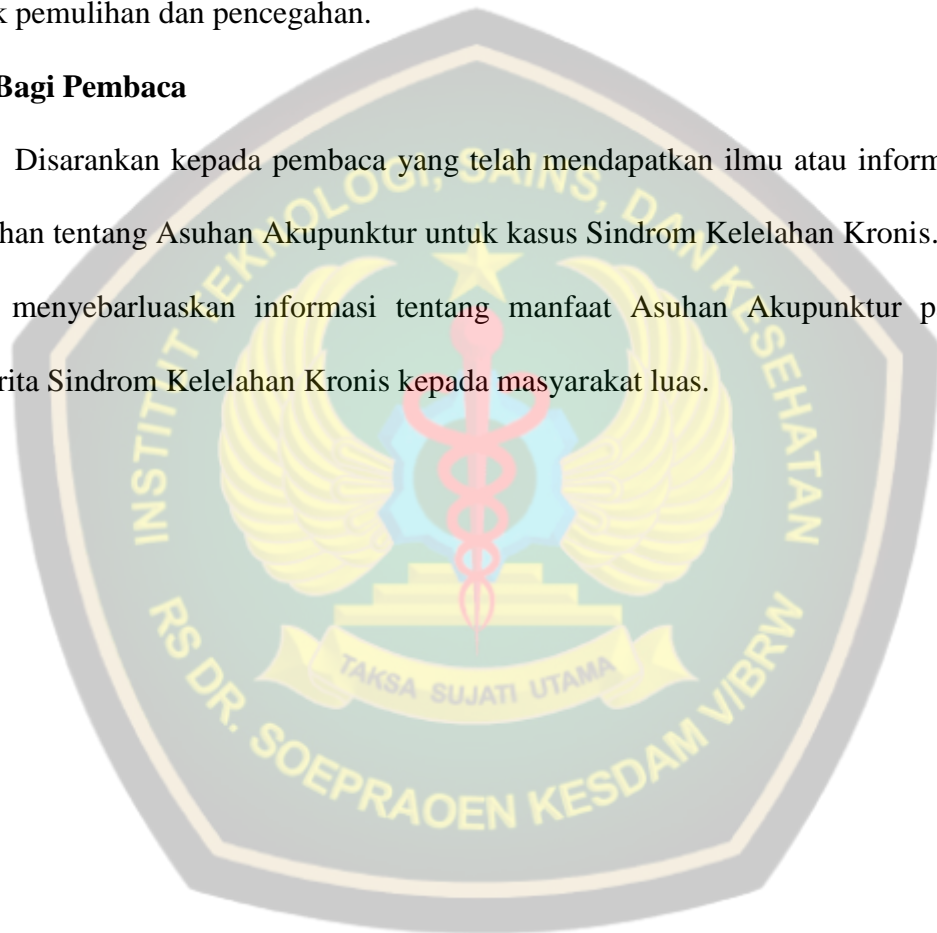 k pemulihan dan pencegahan.
Bagi Pembaca
Disarankan kepada pembaca yang telah mendapatkan ilmu atau inform
han tentang Asuhan Akupunktur untuk kasus Sindrom Kelelahan Kronis.
menyebarluaskan informasi tentang manfaat Asuhan Akupunktur p
rita Sindrom Kelelahan Kronis kepada masyarakat luas.
INSTITUT TEKNOLOGI, SAINS, DAN KESEHATAN
TAKSA SUJATI UTAMA
RS DR. SOEPRAOEN KESDAM V/BRW